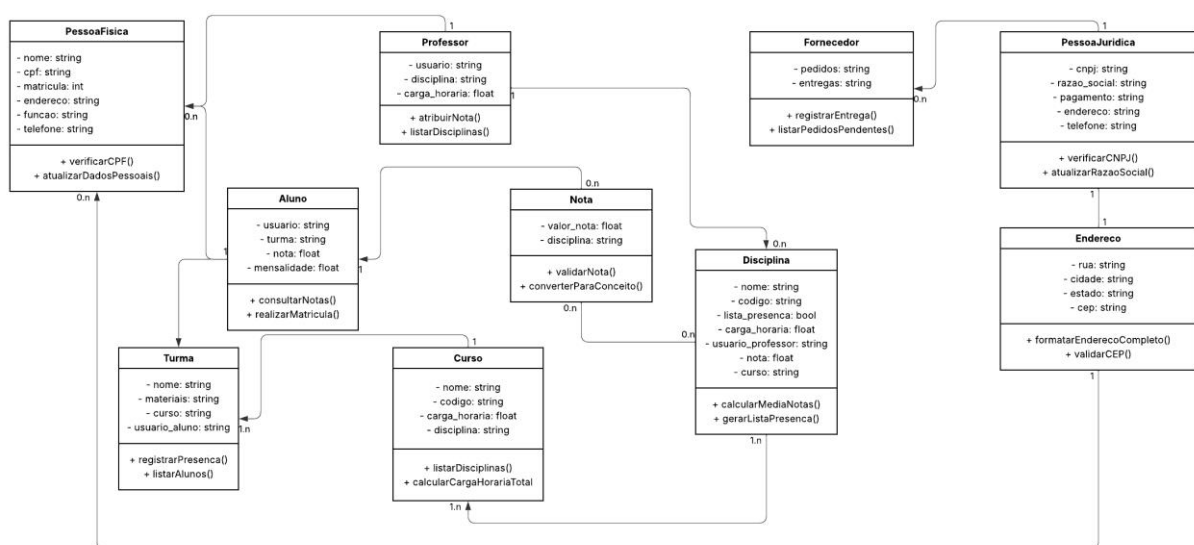 PessoaFisica
- nome: string
- cpf: string
- matricula: int
- endereco: string
- funcao: string
- telefone: string
+ verificarCPF()
+ atualizarDadosPessoais()
0.n
0.n
1
Professor
- usuario: string
- disciplina: string
- carga_horaria: float
+ atribuirNota()
+ listarDisciplinas()
1
Fornecedor
- pedidos: string
- entregas: string
+ registrarEntrega()
+ listarPedidosPendentes()
0.n
1
PessoaJuridica
- cnpj: string
- razao_social: string
- pagamento: string
- endereco: string
- telefone: string
+ verificarCNPJ()
+ atualizarRazaoSocial()
1
1
Aluno
- usuario: string
- turma: string
- nota: float
- mensalidade: float
+ consultarNotas()
+ realizarMatricula()
1
1
0.n
Nota
- valor_nota: float
- disciplina: string
+ validarNota()
+ converterParaConceito()
0.n
0.n
0.n
Disciplina
- nome: string
- codigo: string
- lista_presenca: bool
- carga_horaria: float
- usuario_professor: string
- nota: float
- curso: string
+ calcularMediaNotas()
+ gerarListaPresenca()
1.n
Endereco
- rua: string
- cidade: string
- estado: string
- cep: string
+ formatarEnderecoCompleto()
+ validarCEP()
1
Turma
- nome: string
- materiais: string
- curso: string
- usuario_aluno: string
+ registrarPresenca()
+ listarAlunos()
1.n
1
Curso
- nome: string
- codigo: string
- carga_horaria: float
- disciplina: string
+ listarDisciplinas()
+ calcularCargaHorariaTotal
1.n